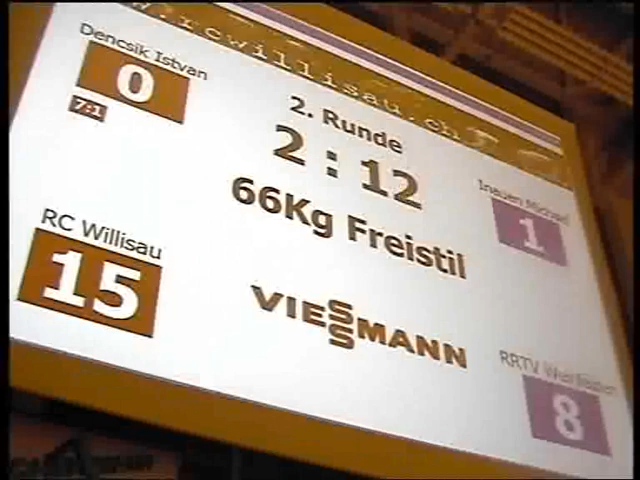 www.rcwillisau.ch
Dencsik Istvan
0
2. Runde
2 : 12
Inauen Michael
1
66Kg Freistil
RC Willisau
15
VIESSMANN
RRTV Weinfelden
8